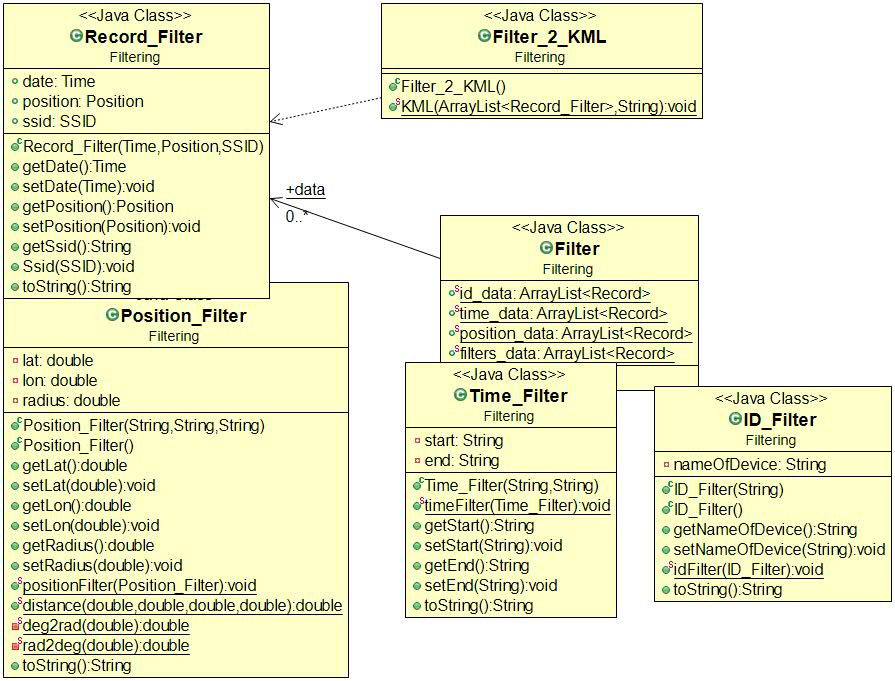 <<Java Class>>
Record_Filter
Filtering
date: Time
position: Position
ssid: SSID
Record_Filter(Time,Position,SSID)
getDate():Time
setDate(Time):void
getPosition():Position
setPosition(Position):void
getSsid():String
Ssid(SSID):void
toString():String
<<Java Class>>
Filter_2_KML
Filtering
Filter_2_KML()
KML(ArrayList<Record_Filter>,String):void
+data
0..*
<<Java Class>>
Filter
Filtering
id_data: ArrayList<Record>
time_data: ArrayList<Record>
position_data: ArrayList<Record>
filters_data: ArrayList<Record>
Position_Filter
Filtering
lat: double
lon: double
radius: double
Position_Filter(String,String,String)
Position_Filter()
getLat():double
setLat(double):void
getLon():double
setLon(double):void
getRadius():double
setRadius(double):void
positionFilter(Position_Filter):void
distance(double,double,double,double):double
deg2rad(double):double
rad2deg(double):double
toString():String
<<Java Class>>
Time_Filter
Filtering
start: String
end: String
Time_Filter(String,String)
timeFilter(Time_Filter):void
getStart():String
setStart(String):void
getEnd():String
setEnd(String):void
toString():String
<<Java Class>>
ID_Filter
Filtering
nameOfDevice: String
ID_Filter(String)
ID_Filter()
getNameOfDevice():String
setNameOfDevice(String):void
idFilter(ID_Filter):void
toString():String